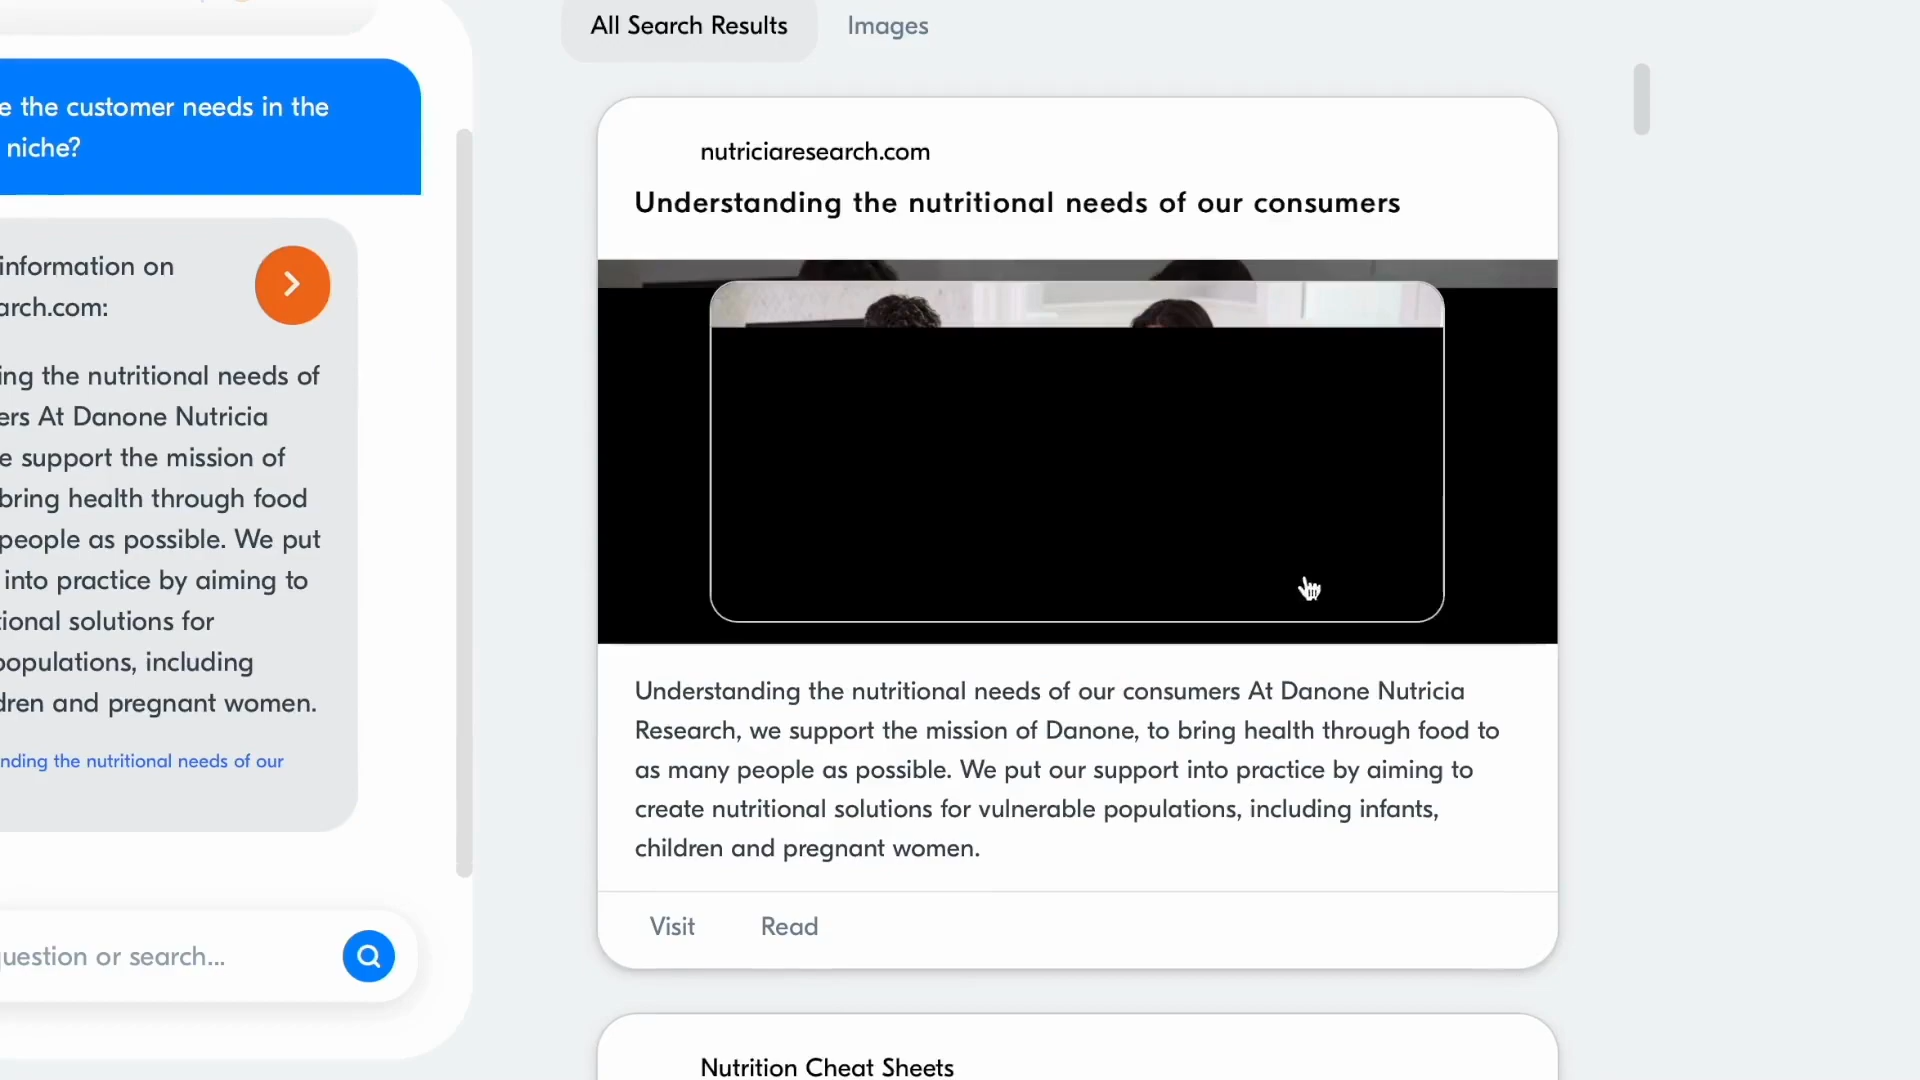 e the customer needs in the
niche?
information on
arch.com:
ing the nutritional needs of
ers At Danone Nutricia
e support the mission of
bring health through food
people as possible. We put
into practice by aiming to
tional solutions for
populations, including
dren and pregnant women.
nding the nutritional needs of our
question or search...
All Search Results
Images
nutriciaresearch.com
Understanding the nutritional needs of our consumers
Understanding the nutritional needs of our consumers At Danone Nutricia
Research, we support the mission of Danone, to bring health through food to
as many people as possible. We put our support into practice by aiming to
create nutritional solutions for vulnerable populations, including infants,
children and pregnant women.
Visit
Read
Nutrition Cheat Sheets